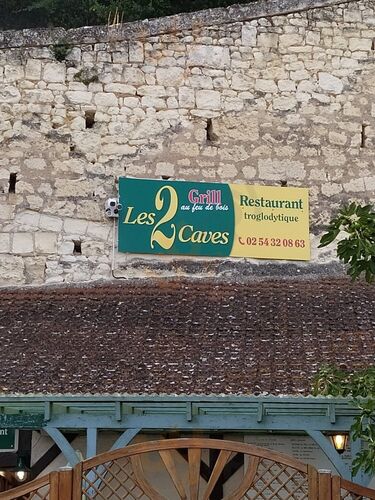 Les 2 Caves
Grill
au feu de bois
Restaurant
troglodytique
02 54 32 08 63